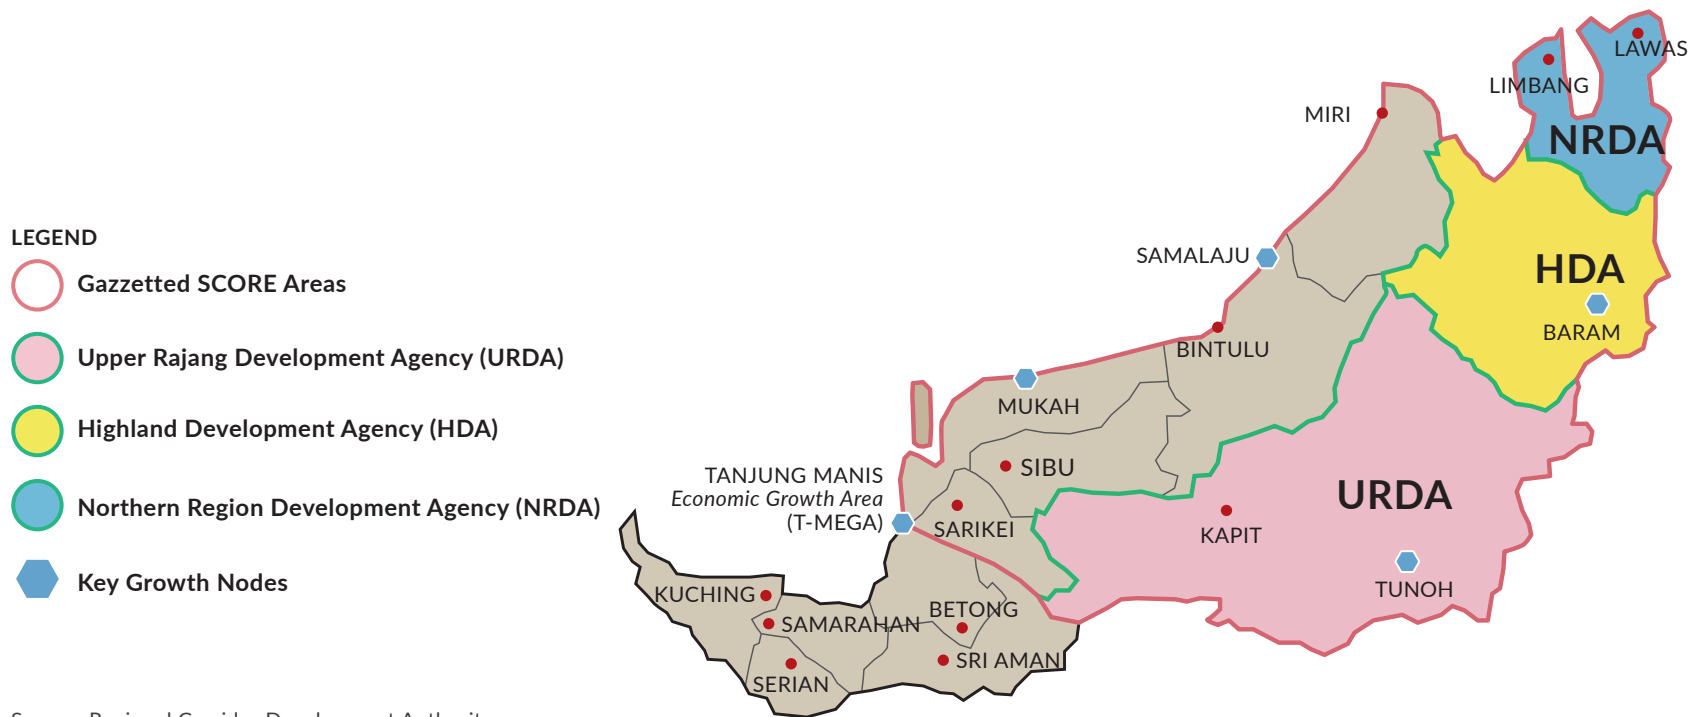 LEGEND
Gazzetted SCORE Areas
Upper Rajang Development Agency (URDA)
Highland Development Agency (HDA)
Northern Region Development Agency (NRDA)
Key Growth Nodes
LAWAS
LIMBANG
MIRI
NRDA
SAMALAJU
HDA
BARAM
BINTULU
MUKAH
SIBU
TANJUNG MANIS
Economic Growth Area
(T-MEGA)
SARIKEI
URDA
KAPIT
TUNOH
KUCHING
BETONG
SAMARAHAN
SRI AMAN
SERIAN